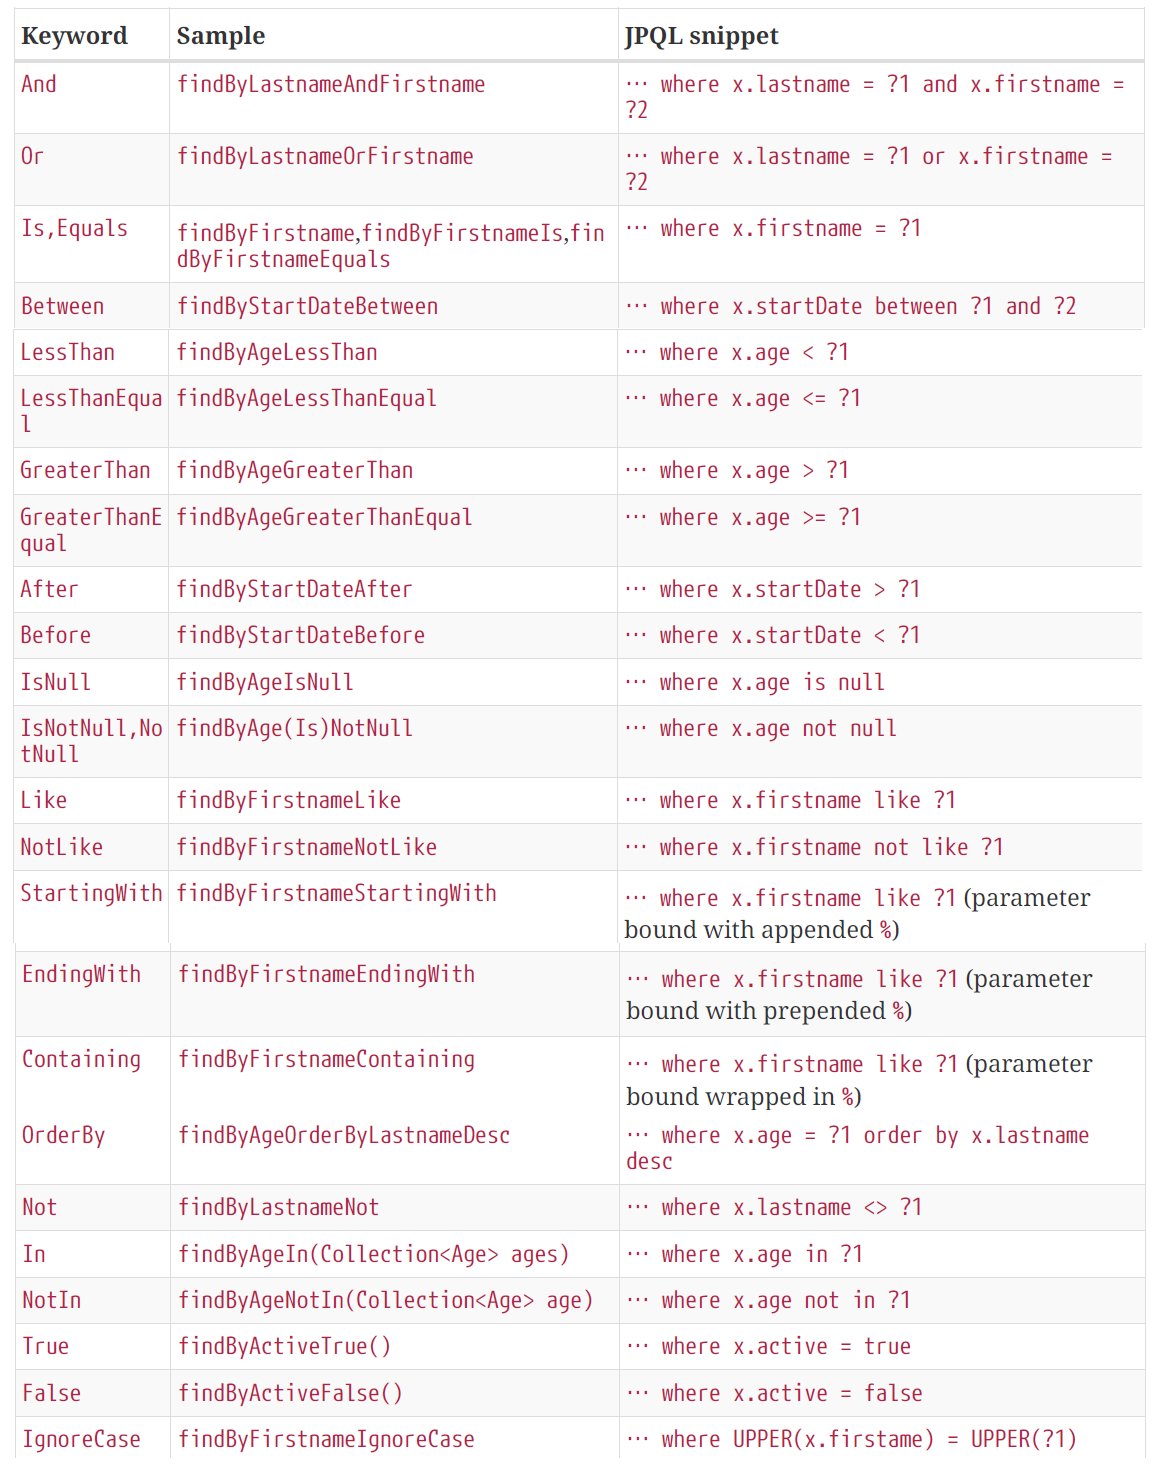 Keyword Sample JPQL snippet
And findByLastnameAndFirstname ··· where x.lastname = ?1 and x.firstname =
?2
Or findByLastnameOrFirstname ··· where x.lastname = ?1 or x.firstname =
?2
Is,Equals findByFirstname,findByFirstnameIs,fin ··· where x.firstname = ?1
dByFirstnameEquals
Between findByStartDateBetween ··· where x.startDate between ?1 and ?2
LessThan findByAgeLessThan ··· where x.age < ?1
LessThanEqua findByAgeLessThanEqual ··· where x.age <= ?1
l
GreaterThan findByAgeGreaterThan ··· where x.age > ?1
GreaterThanE findByAgeGreaterThanEqual ··· where x.age >= ?1
qual
After findByStartDateAfter ··· where x.startDate > ?1
Before findByStartDateBefore ··· where x.startDate < ?1
IsNull findByAgeIsNull ··· where x.age is null
IsNotNull,No findByAge(Is)NotNull ··· where x.age not null
tNull
Like findByFirstnameLike ··· where x.firstname like ?1
NotLike findByFirstnameNotLike ··· where x.firstname not like ?1
StartingWith findByFirstnameStartingWith ··· where x.firstname like ?1 (parameter
bound with appended %)
EndingWith findByFirstnameEndingWith ··· where x.firstname like ?1 (parameter
bound with prepended %)
Containing findByFirstnameContaining ··· where x.firstname like ?1 (parameter
bound wrapped in %)
OrderBy findByAgeOrderByLastnameDesc ··· where x.age = ?1 order by x.lastname
desc
Not findByLastnameNot ··· where x.lastname <> ?1
In findByAgeIn(Collection<Age> ages) ··· where x.age in ?1
NotIn findByAgeNotIn(Collection<Age> age) ··· where x.age not in ?1
True findByActiveTrue() ··· where x.active = true
False findByActiveFalse() ··· where x.active = false
IgnoreCase findByFirstnameIgnoreCase ··· where UPPER(x.firstame) = UPPER(?1)